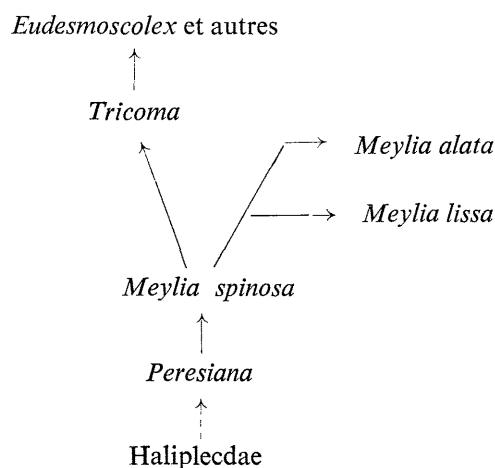 Eudesmoscolex et autres
Tricoma
Meylia alata
Meylia lissa
Meylia spinosa
Peresiana
Haliplecdae